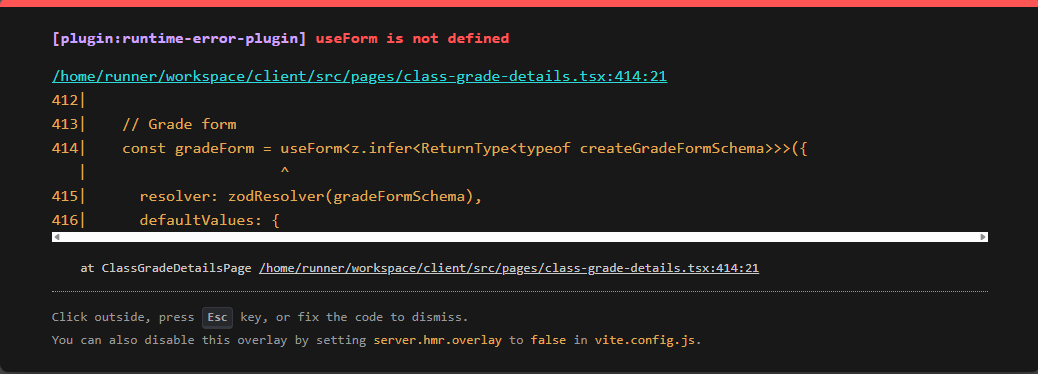 [plugin:runtime-error-plugin] useForm is not defined
/home/runner/workspace/client/src/pages/class-grade-details.tsx:414:21
412|
413|    // Grade form
414|    const gradeForm = useForm<z.infer<ReturnType<typeof createGradeFormSchema>>>({
   |                      ^
415|      resolver: zodResolver(gradeFormSchema),
416|      defaultValues: {
at ClassGradeDetailsPage /home/runner/workspace/client/src/pages/class-grade-details.tsx:414:21
Click outside, press Esc key, or fix the code to dismiss.
You can also disable this overlay by setting server.hmr.overlay to false in vite.config.js.